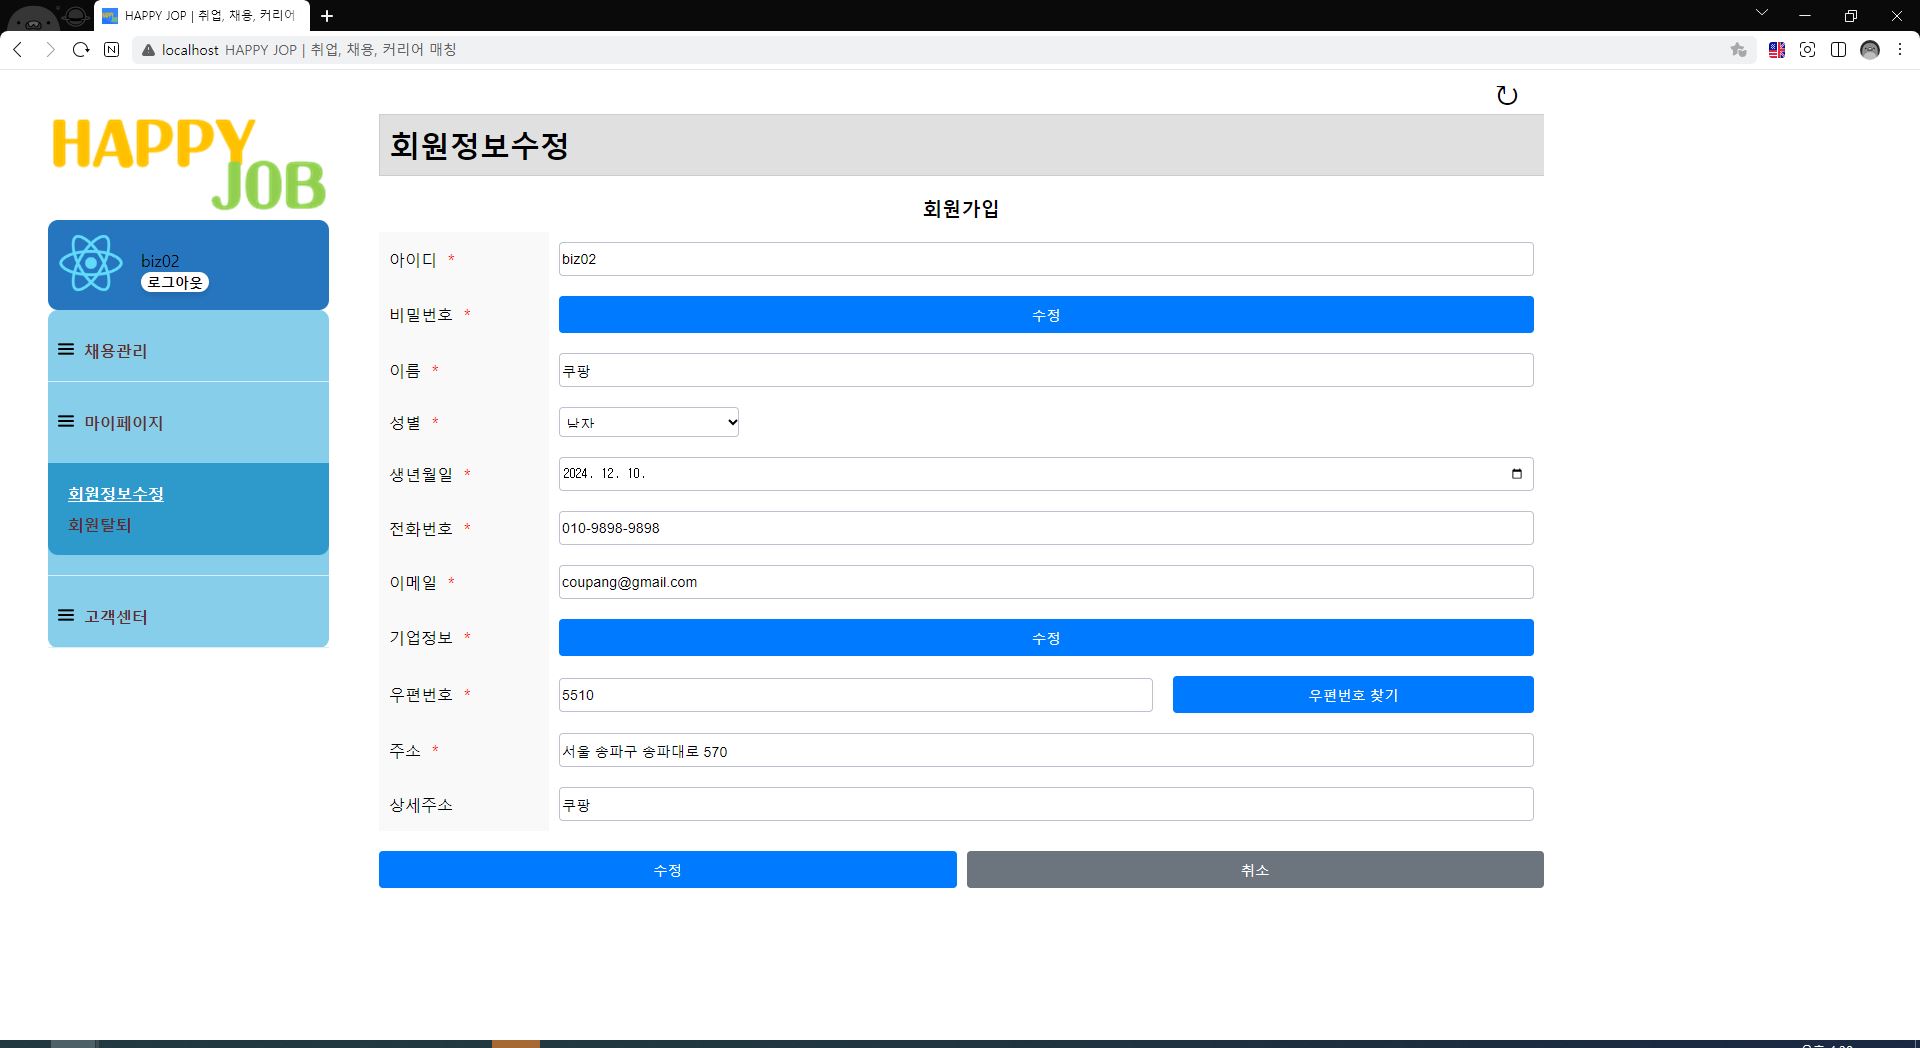 HAPPY JOP | 취업, 채용, 커리어
localhost HAPPY JOP | 취업, 채용, 커리어 매칭
HAPPY
JOB
biz02
로그아웃
채용관리
마이페이지
회원정보수정
회원탈퇴
고객센터
회원정보수정
회원가입
아이디 * biz02
비밀번호 * 수정
이름 * 쿠팡
성별 * 남자
생년월일 * 2024. 12. 10.
전화번호 * 010-9898-9898
이메일 * coupang@gmail.com
기업정보 * 수정
우편번호 * 5510 우편번호 찾기
주소 * 서울 송파구 송파대로 570
상세주소 쿠팡
수정 취소